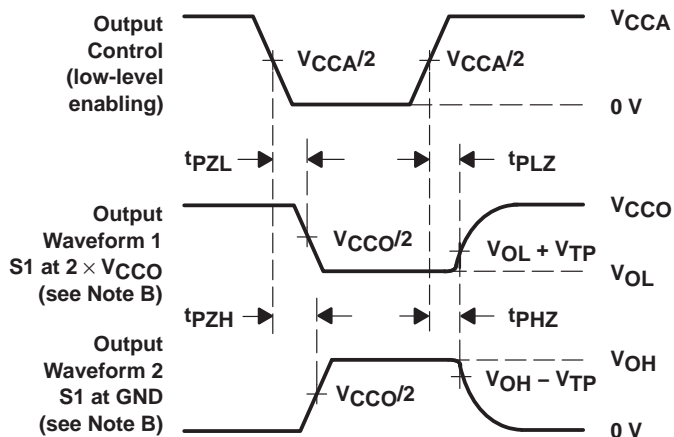 Output
Control
(low-level
enabling)
VCCA
VCCA/2
VCCA/2
0 V
tPZL
tPLZ
Output
Waveform 1
S1 at 2 × VCCO
(see Note B)
VCCO
VCCO/2
VOL + VTP
VOL
tPZH
tPHZ
Output
Waveform 2
S1 at GND
(see Note B)
VOH
VCCO/2
VOH − VTP
0 V